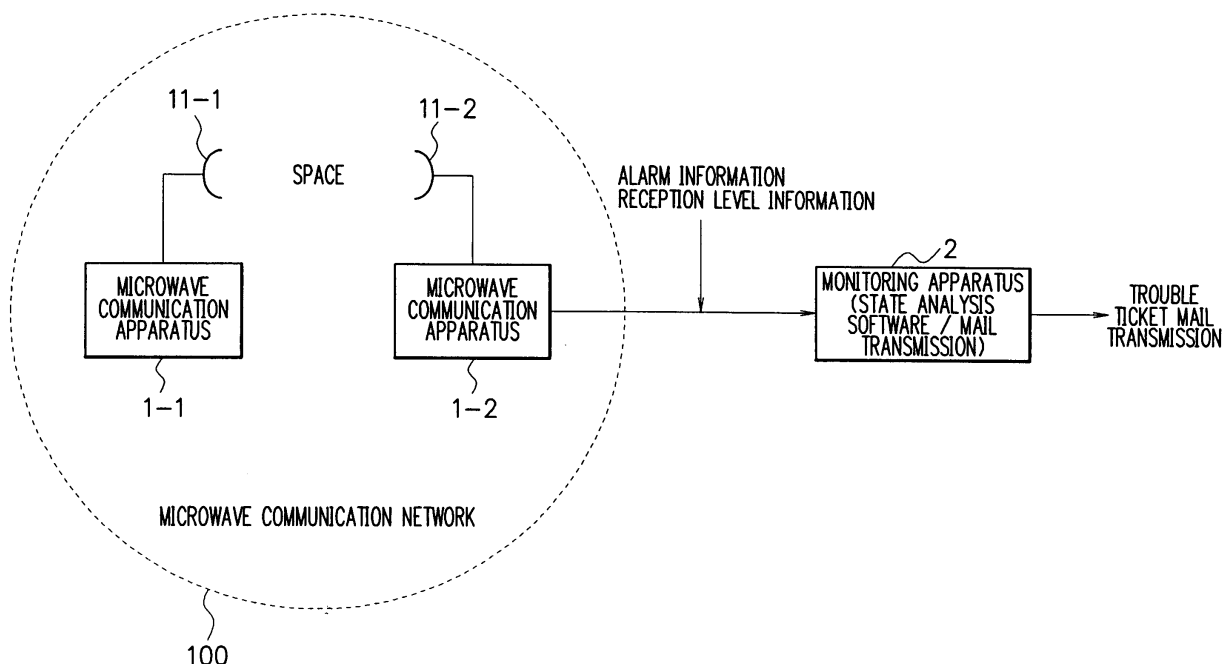 11-1
11-2
SPACE
ALARM INFORMATION
RECEPTION LEVEL INFORMATION
MICROWAVE
COMMUNICATION
APPARATUS
MICROWAVE
COMMUNICATION
APPARATUS
2
MONITORING APPARATUS
(STATE ANALYSIS
SOFTWARE / MAIL
TRANSMISSION)
TROUBLE
TICKET MAIL
TRANSMISSION
1-1
1-2
MICROWAVE COMMUNICATION NETWORK
100